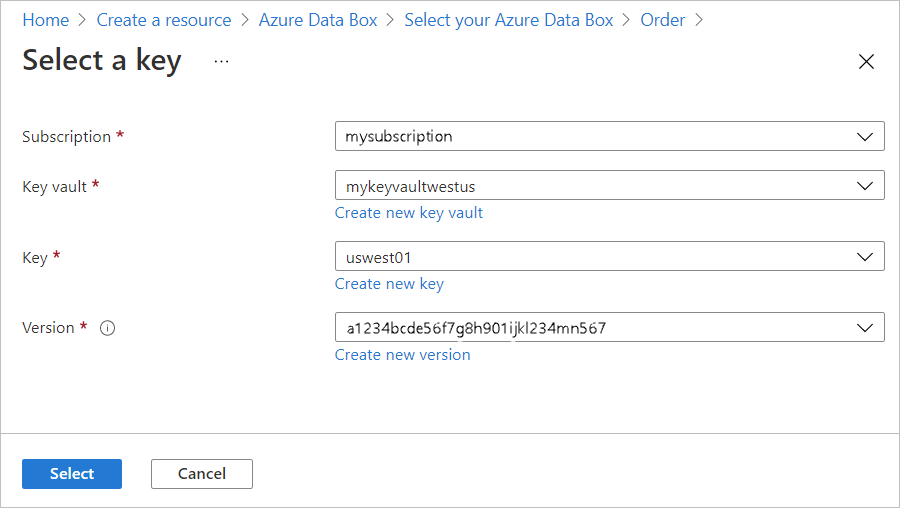 Home > Create a resource > Azure Data Box > Select your Azure Data Box > Order >
Select a key ...
Subscription * mysubscription
Key vault * mykeyvaultwestus
Create new key vault
Key * uswest01
Create new key
Version * a1234bcde56f7g8h901ijkl234mn567
Create new version
Select Cancel